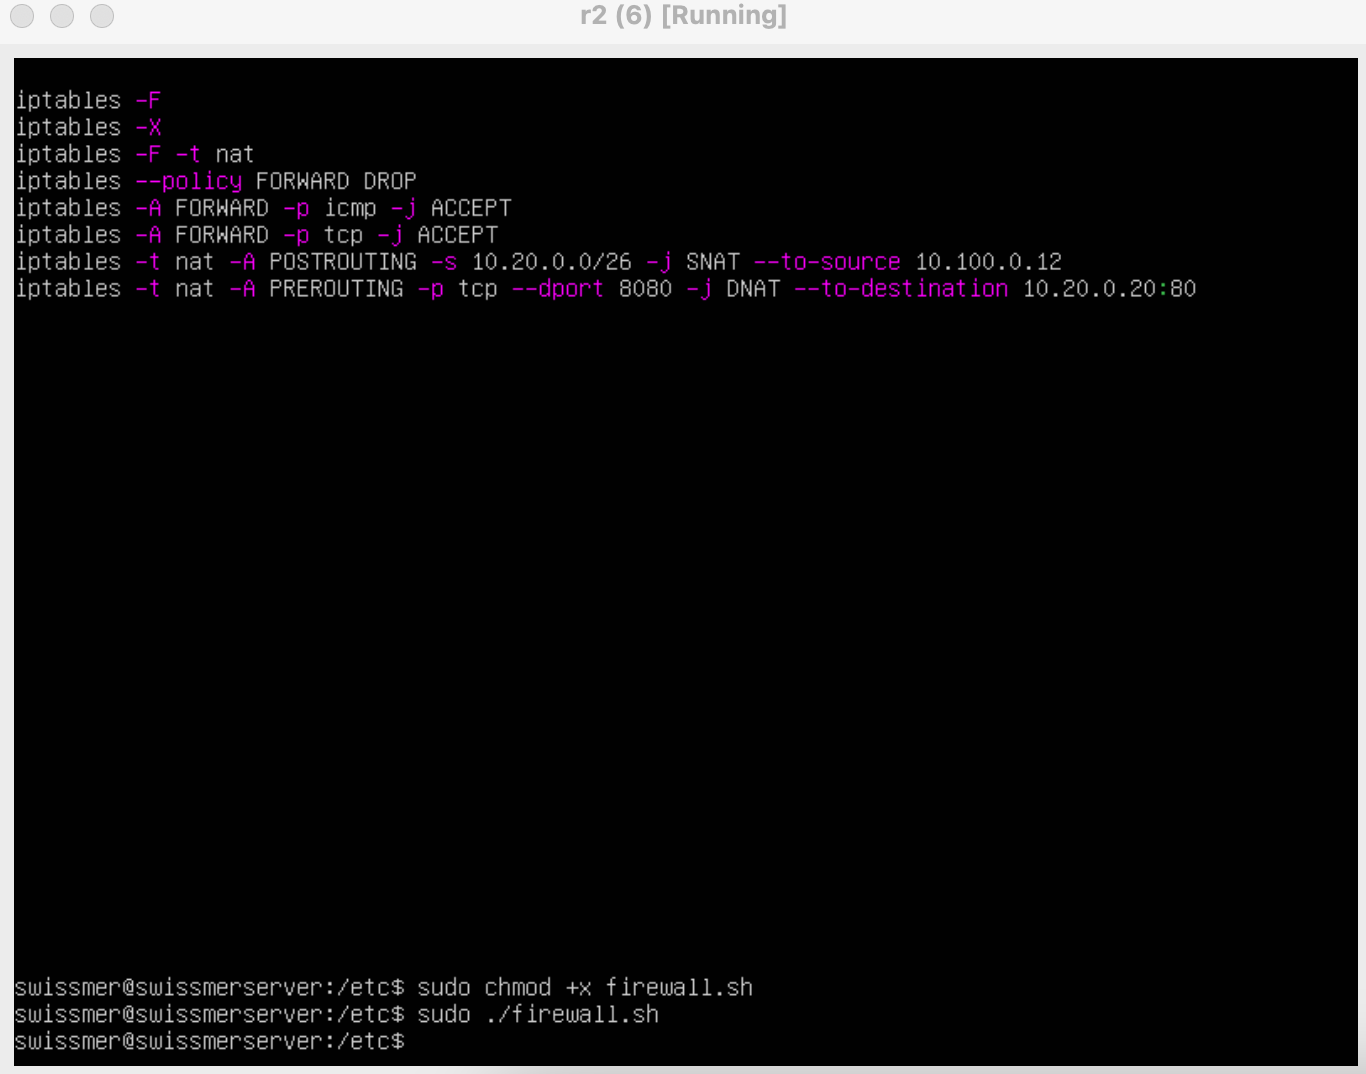 r2 (6) [Running]
iptables -F
iptables -X
iptables -F -t nat
iptables --policy FORWARD DROP
iptables -A FORWARD -p icmp -j ACCEPT
iptables -A FORWARD -p tcp -j ACCEPT
iptables -t nat -A POSTROUTING -s 10.20.0.0/26 -j SNAT --to-source 10.100.0.12
iptables -t nat -A PREROUTING -p tcp --dport 8080 -j DNAT --to-destination 10.20.0.20:80
swissmer@swissmerserver:/etc$ sudo chmod +x firewall.sh
swissmer@swissmerserver:/etc$ sudo ./firewall.sh
swissmer@swissmerserver:/etc$